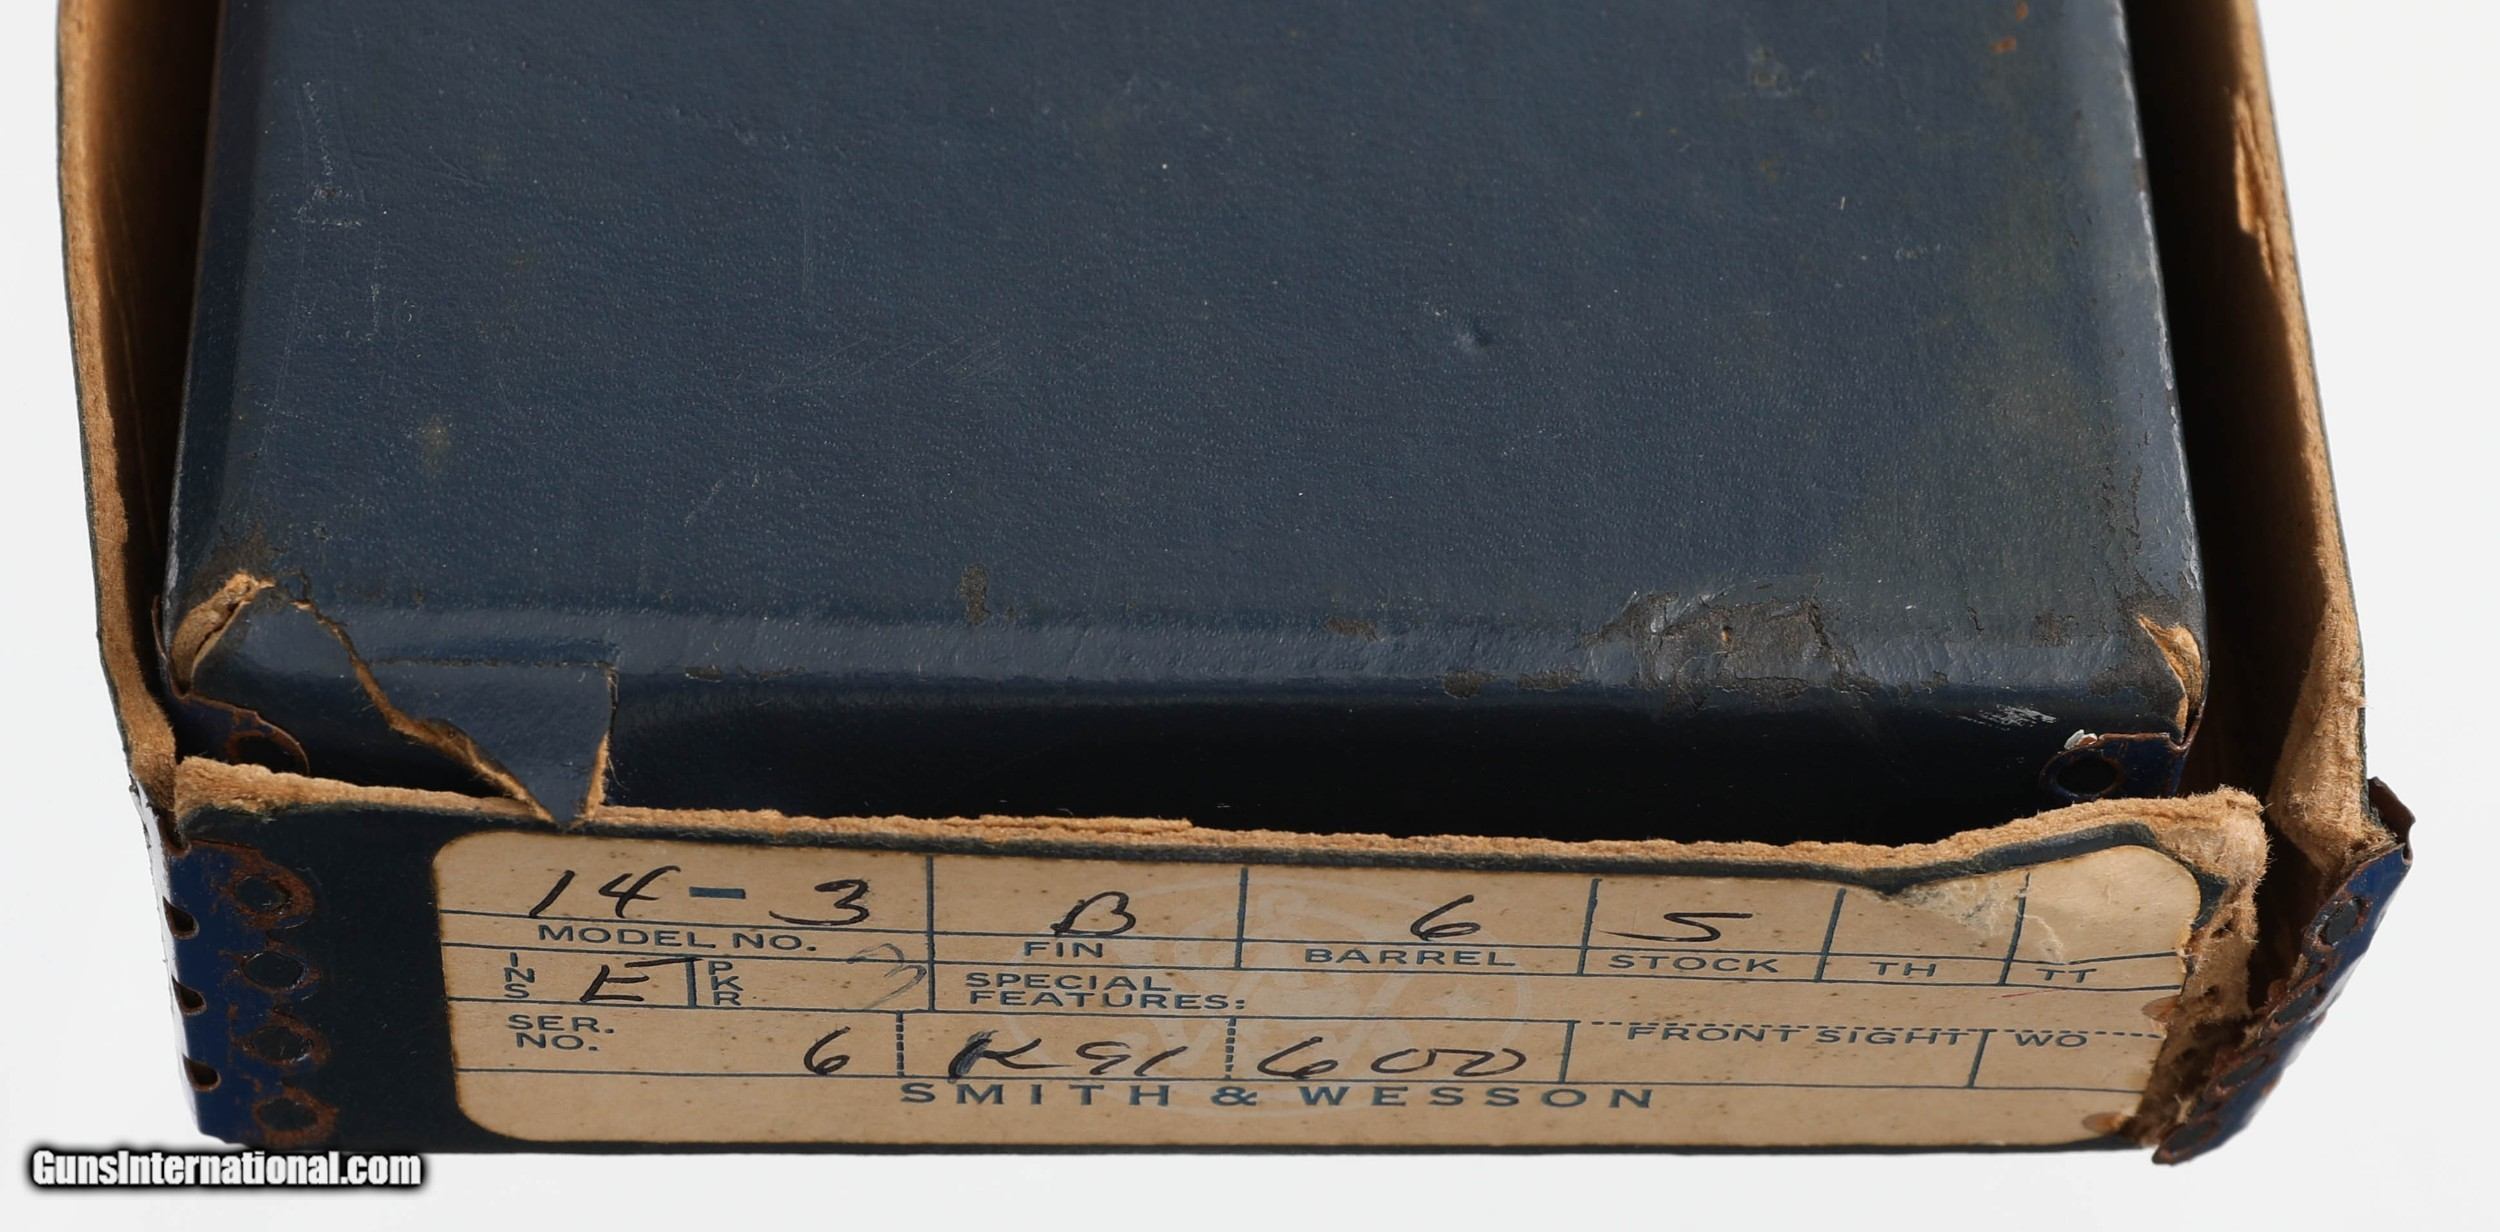 14-3 B 6 5
MODEL NO. FIN BARREL STOCK TH TT
INS E PKR SPECIAL FEATURES:
SER. NO. 6 K91 600 FRONT SIGHT WO
SMITH & WESSON
GunsInternational.com